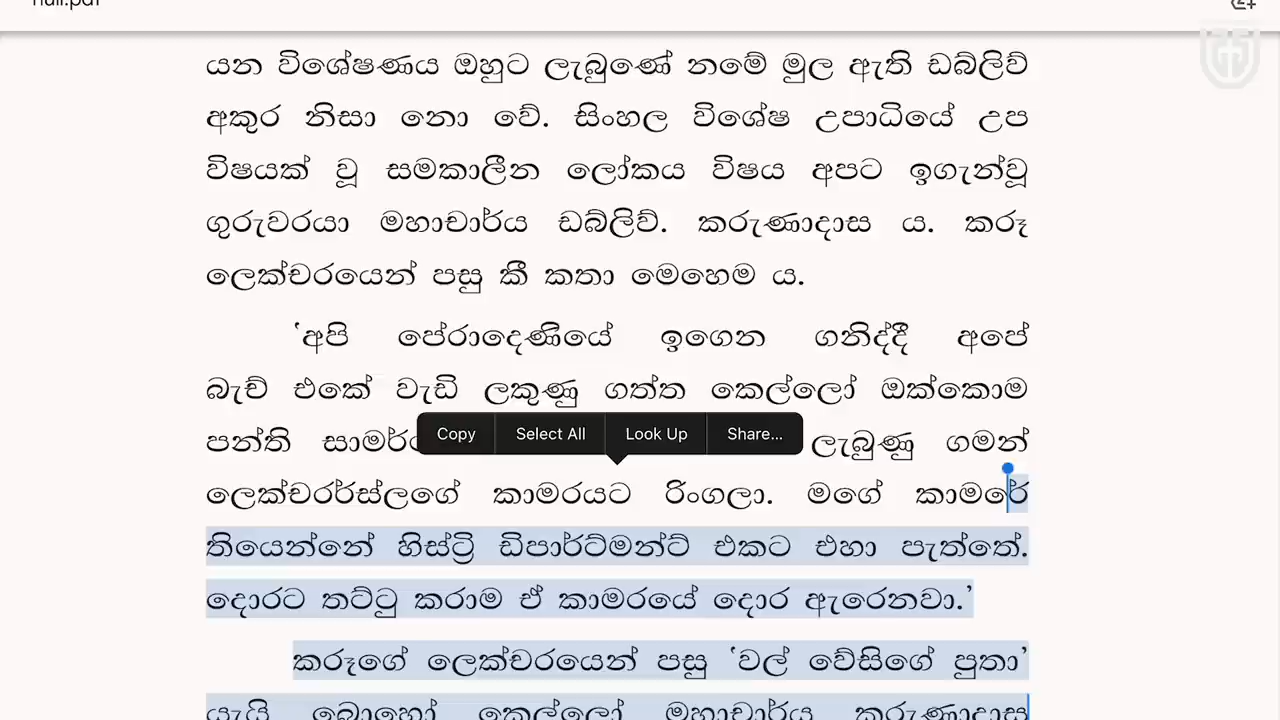 null.pdf
යන විශේෂණය ඔහුට ලැබුණේ නමේ මුල ඇති ඩබ්ලිව්
අකුර නිසා නො වේ. සිංහල විශේෂ උපාධියේ උප
විෂයක් වූ සමකාලීන ලෝකය විෂය අපට ඉගැන්වූ
ගුරුවරයා මහාචාර්ය ඩබ්ලිව්. කරුණාදාස ය. කරූ
ලෙක්චරයෙන් පසු කී කතා මෙහෙම ය.
‘අපි පේරාදෙණියේ ඉගෙන ගනිද්දී අපේ
බැච් එකේ වැඩි ලකුණු ගත්ත කෙල්ලෝ ඔක්කොම
Copy Select All Look Up Share...
පන්ති ලැබුණු ගමන්
ලෙක්චරර්ස්ලගේ කාමරයට රිංගලා. මගේ කාමරේ
තියෙන්නේ හිස්ට්‍රි ඩිපාර්ට්මන්ට් එකට එහා පැත්තේ.
දොරට තට්ටු කරාම ඒ කාමරයේ දොර ඇරෙනවා.’
කරූගේ ලෙක්චරයෙන් පසු ‘වල් වේසිගේ පුතා’
යැයි බොහෝ කෙල්ලෝ මහාචාර්ය කරුණාදාස